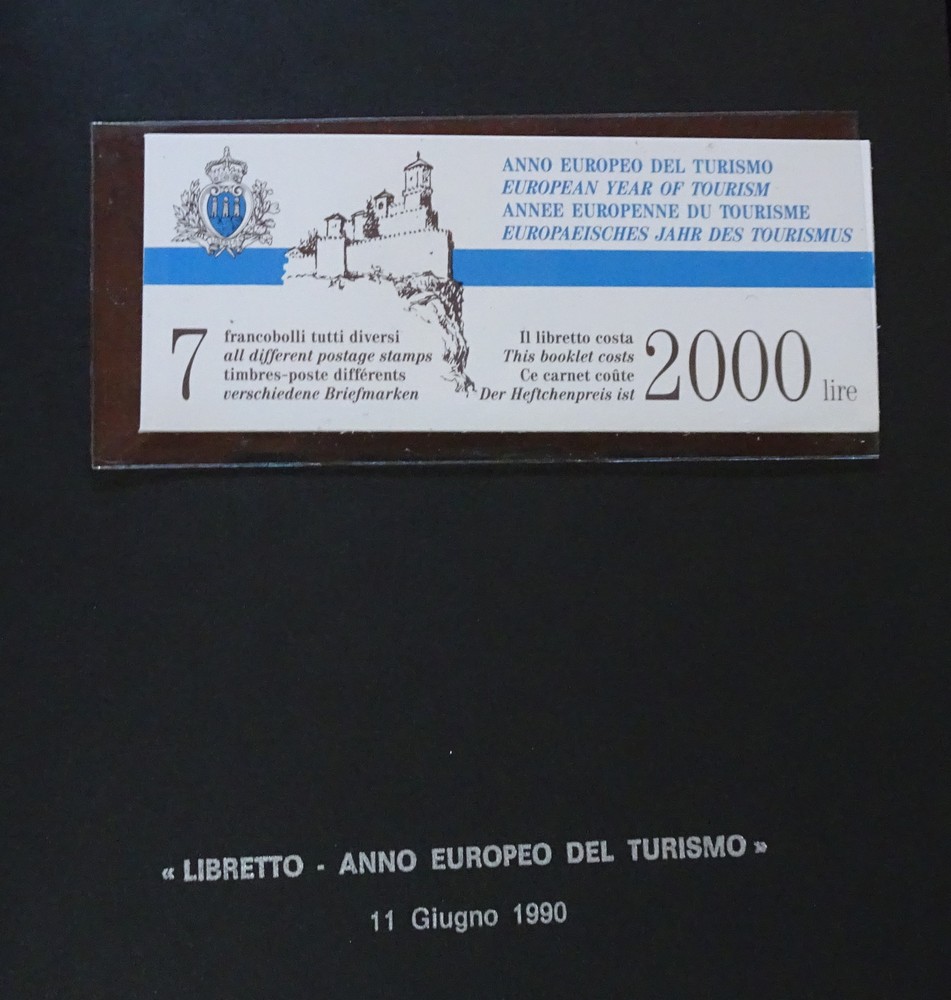 ANNO EUROPEO DEL TURISMO
EUROPEAN YEAR OF TOURISM
ANNEE EUROPENNE DU TOURISME
EUROPAEISCHES JAHR DES TOURISMUS
7
francobolli tutti diversi
all different postage stamps
timbres-poste différents
verschiedene Briefmarken
Il libretto costa
This booklet costs
Ce carnet coûte
Der Heftchenpreis ist
2000 lire
« LIBRETTO - ANNO EUROPEO DEL TURISMO »
11 Giugno 1990